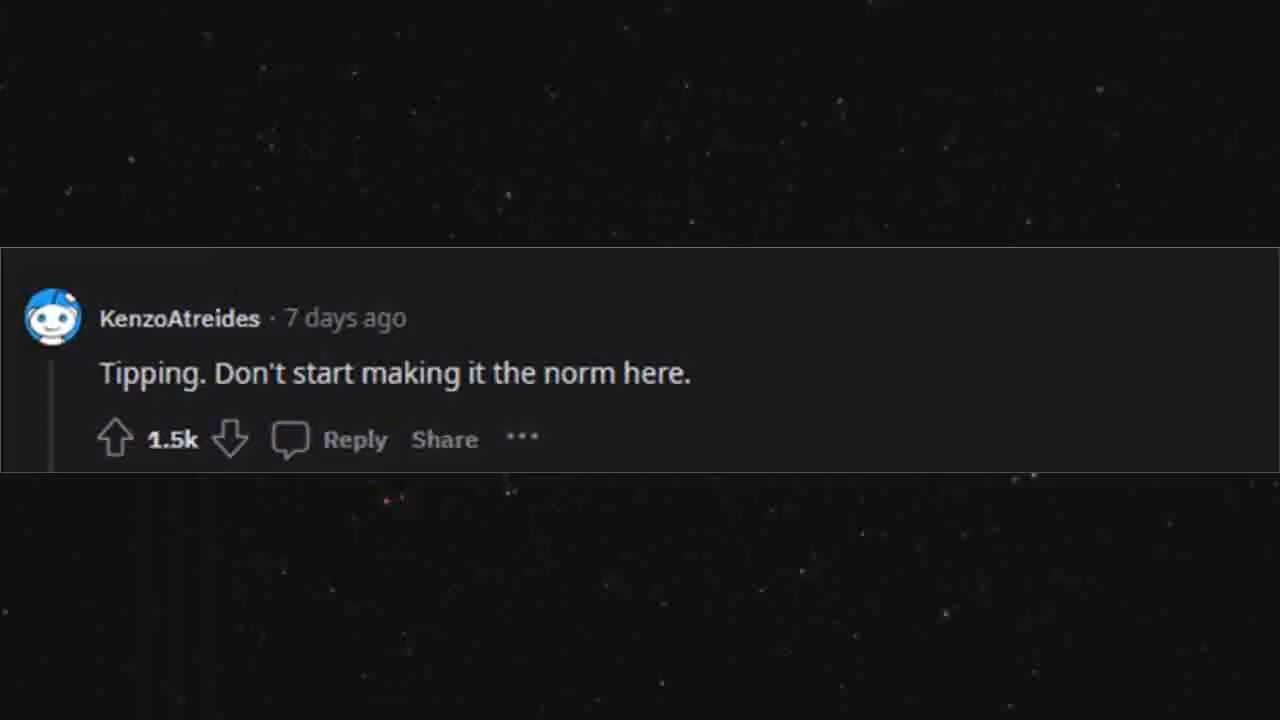 KenzoAtreides · 7 days ago
Tipping. Don't start making it the norm here.
1.5k Reply Share ···